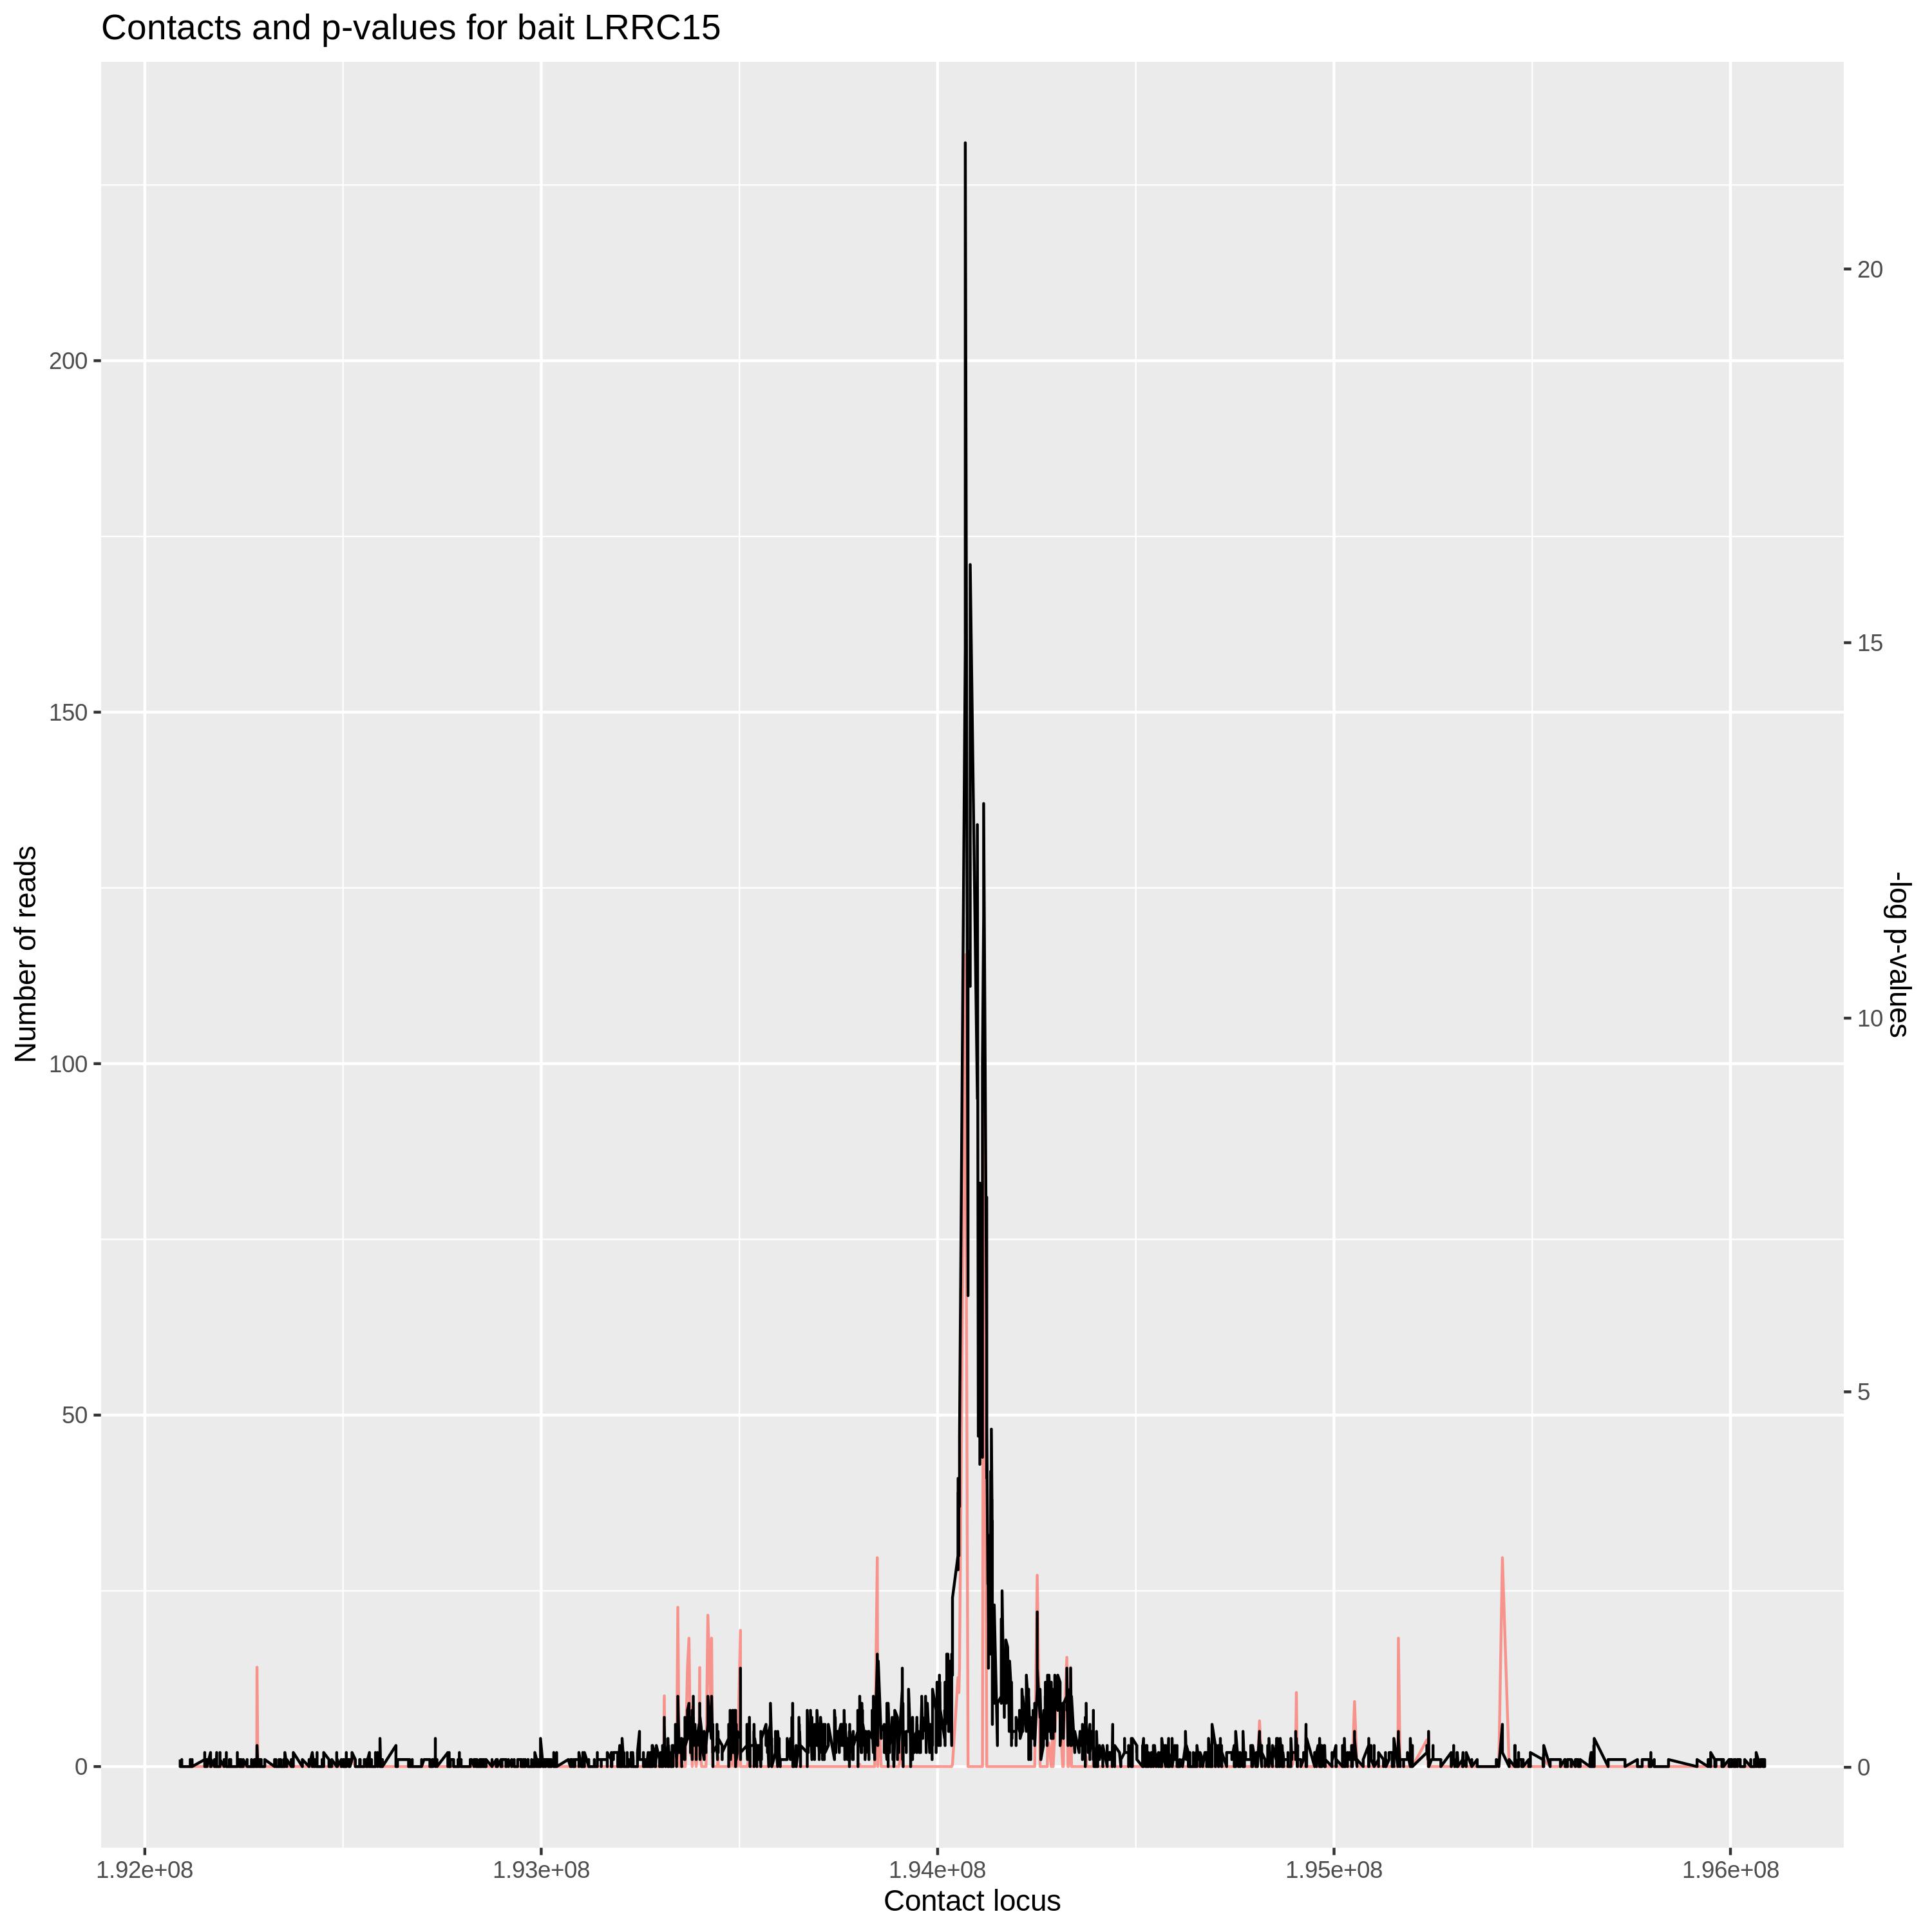 Contacts and p-values for bait LRRC15
Number of reads
200
150
100
50
0
20
15
10
5
0
-log p-values
1.92e+08
1.93e+08
1.94e+08
1.95e+08
1.96e+08
Contact locus